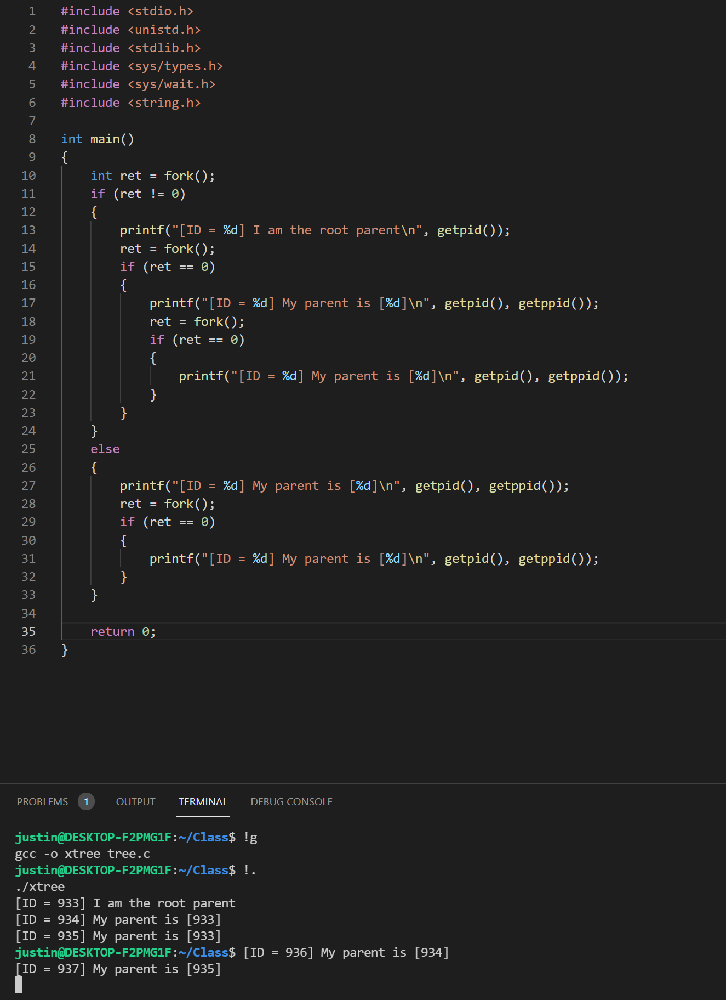 1 #include <stdio.h>
2 #include <unistd.h>
3 #include <stdlib.h>
4 #include <sys/types.h>
5 #include <sys/wait.h>
6 #include <string.h>
7
8 int main()
9 {
10     int ret = fork();
11     if (ret != 0)
12     {
13         printf("[ID = %d] I am the root parent\n", getpid());
14         ret = fork();
15         if (ret == 0)
16         {
17             printf("[ID = %d] My parent is [%d]\n", getpid(), getppid());
18             ret = fork();
19             if (ret == 0)
20             {
21                 printf("[ID = %d] My parent is [%d]\n", getpid(), getppid());
22             }
23         }
24     }
25     else
26     {
27         printf("[ID = %d] My parent is [%d]\n", getpid(), getppid());
28         ret = fork();
29         if (ret == 0)
30         {
31             printf("[ID = %d] My parent is [%d]\n", getpid(), getppid());
32         }
33     }
34
35     return 0;
36 }
PROBLEMS 1 OUTPUT TERMINAL DEBUG CONSOLE
justin@DESKTOP-F2PMG1F:~/Class$ !g
gcc -o xtree tree.c
justin@DESKTOP-F2PMG1F:~/Class$ !.
./xtree
[ID = 933] I am the root parent
[ID = 934] My parent is [933]
[ID = 935] My parent is [933]
justin@DESKTOP-F2PMG1F:~/Class$ [ID = 936] My parent is [934]
[ID = 937] My parent is [935]